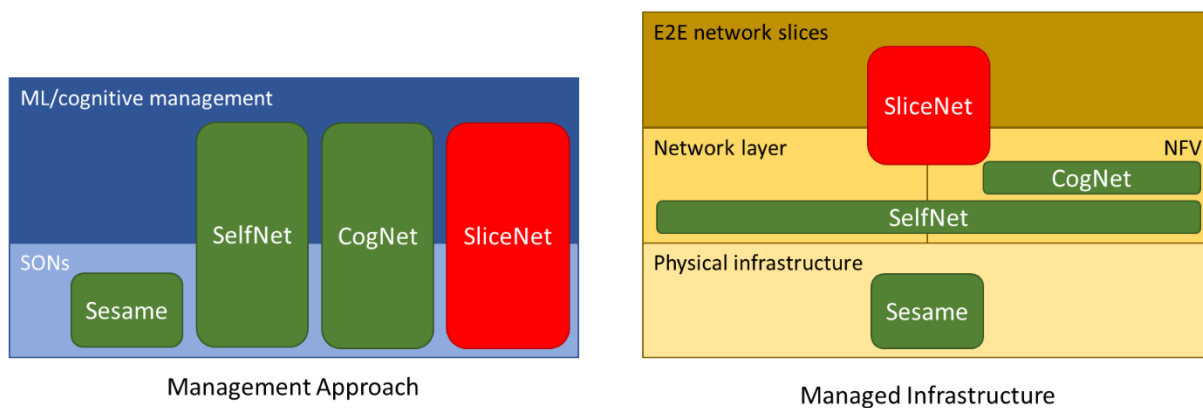 ML/cognitive management
SelfNet
CogNet
SliceNet
SONs
Sesame
Management Approach
E2E network slices
SliceNet
Network layer
NFV
CogNet
SelfNet
Physical infrastructure
Sesame
Managed Infrastructure